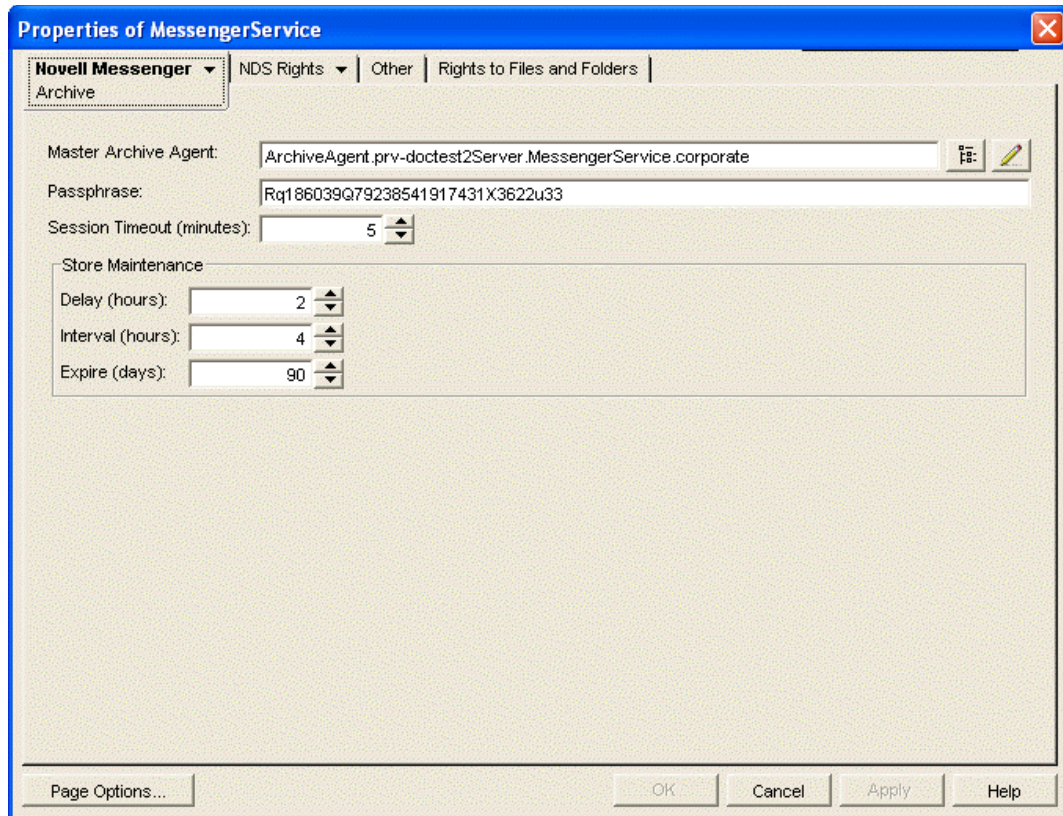 Properties of MessengerService
Novell Messenger NDS Rights Other Rights to Files and Folders
Archive
Master Archive Agent: ArchiveAgent.prv-doctest2Server.MessengerService.corporate
Passphrase: Rq186039Q79238541917431X3622u33
Session Timeout (minutes): 5
Store Maintenance
Delay (hours): 2
Interval (hours): 4
Expire (days): 90
Page Options... OK Cancel Apply Help